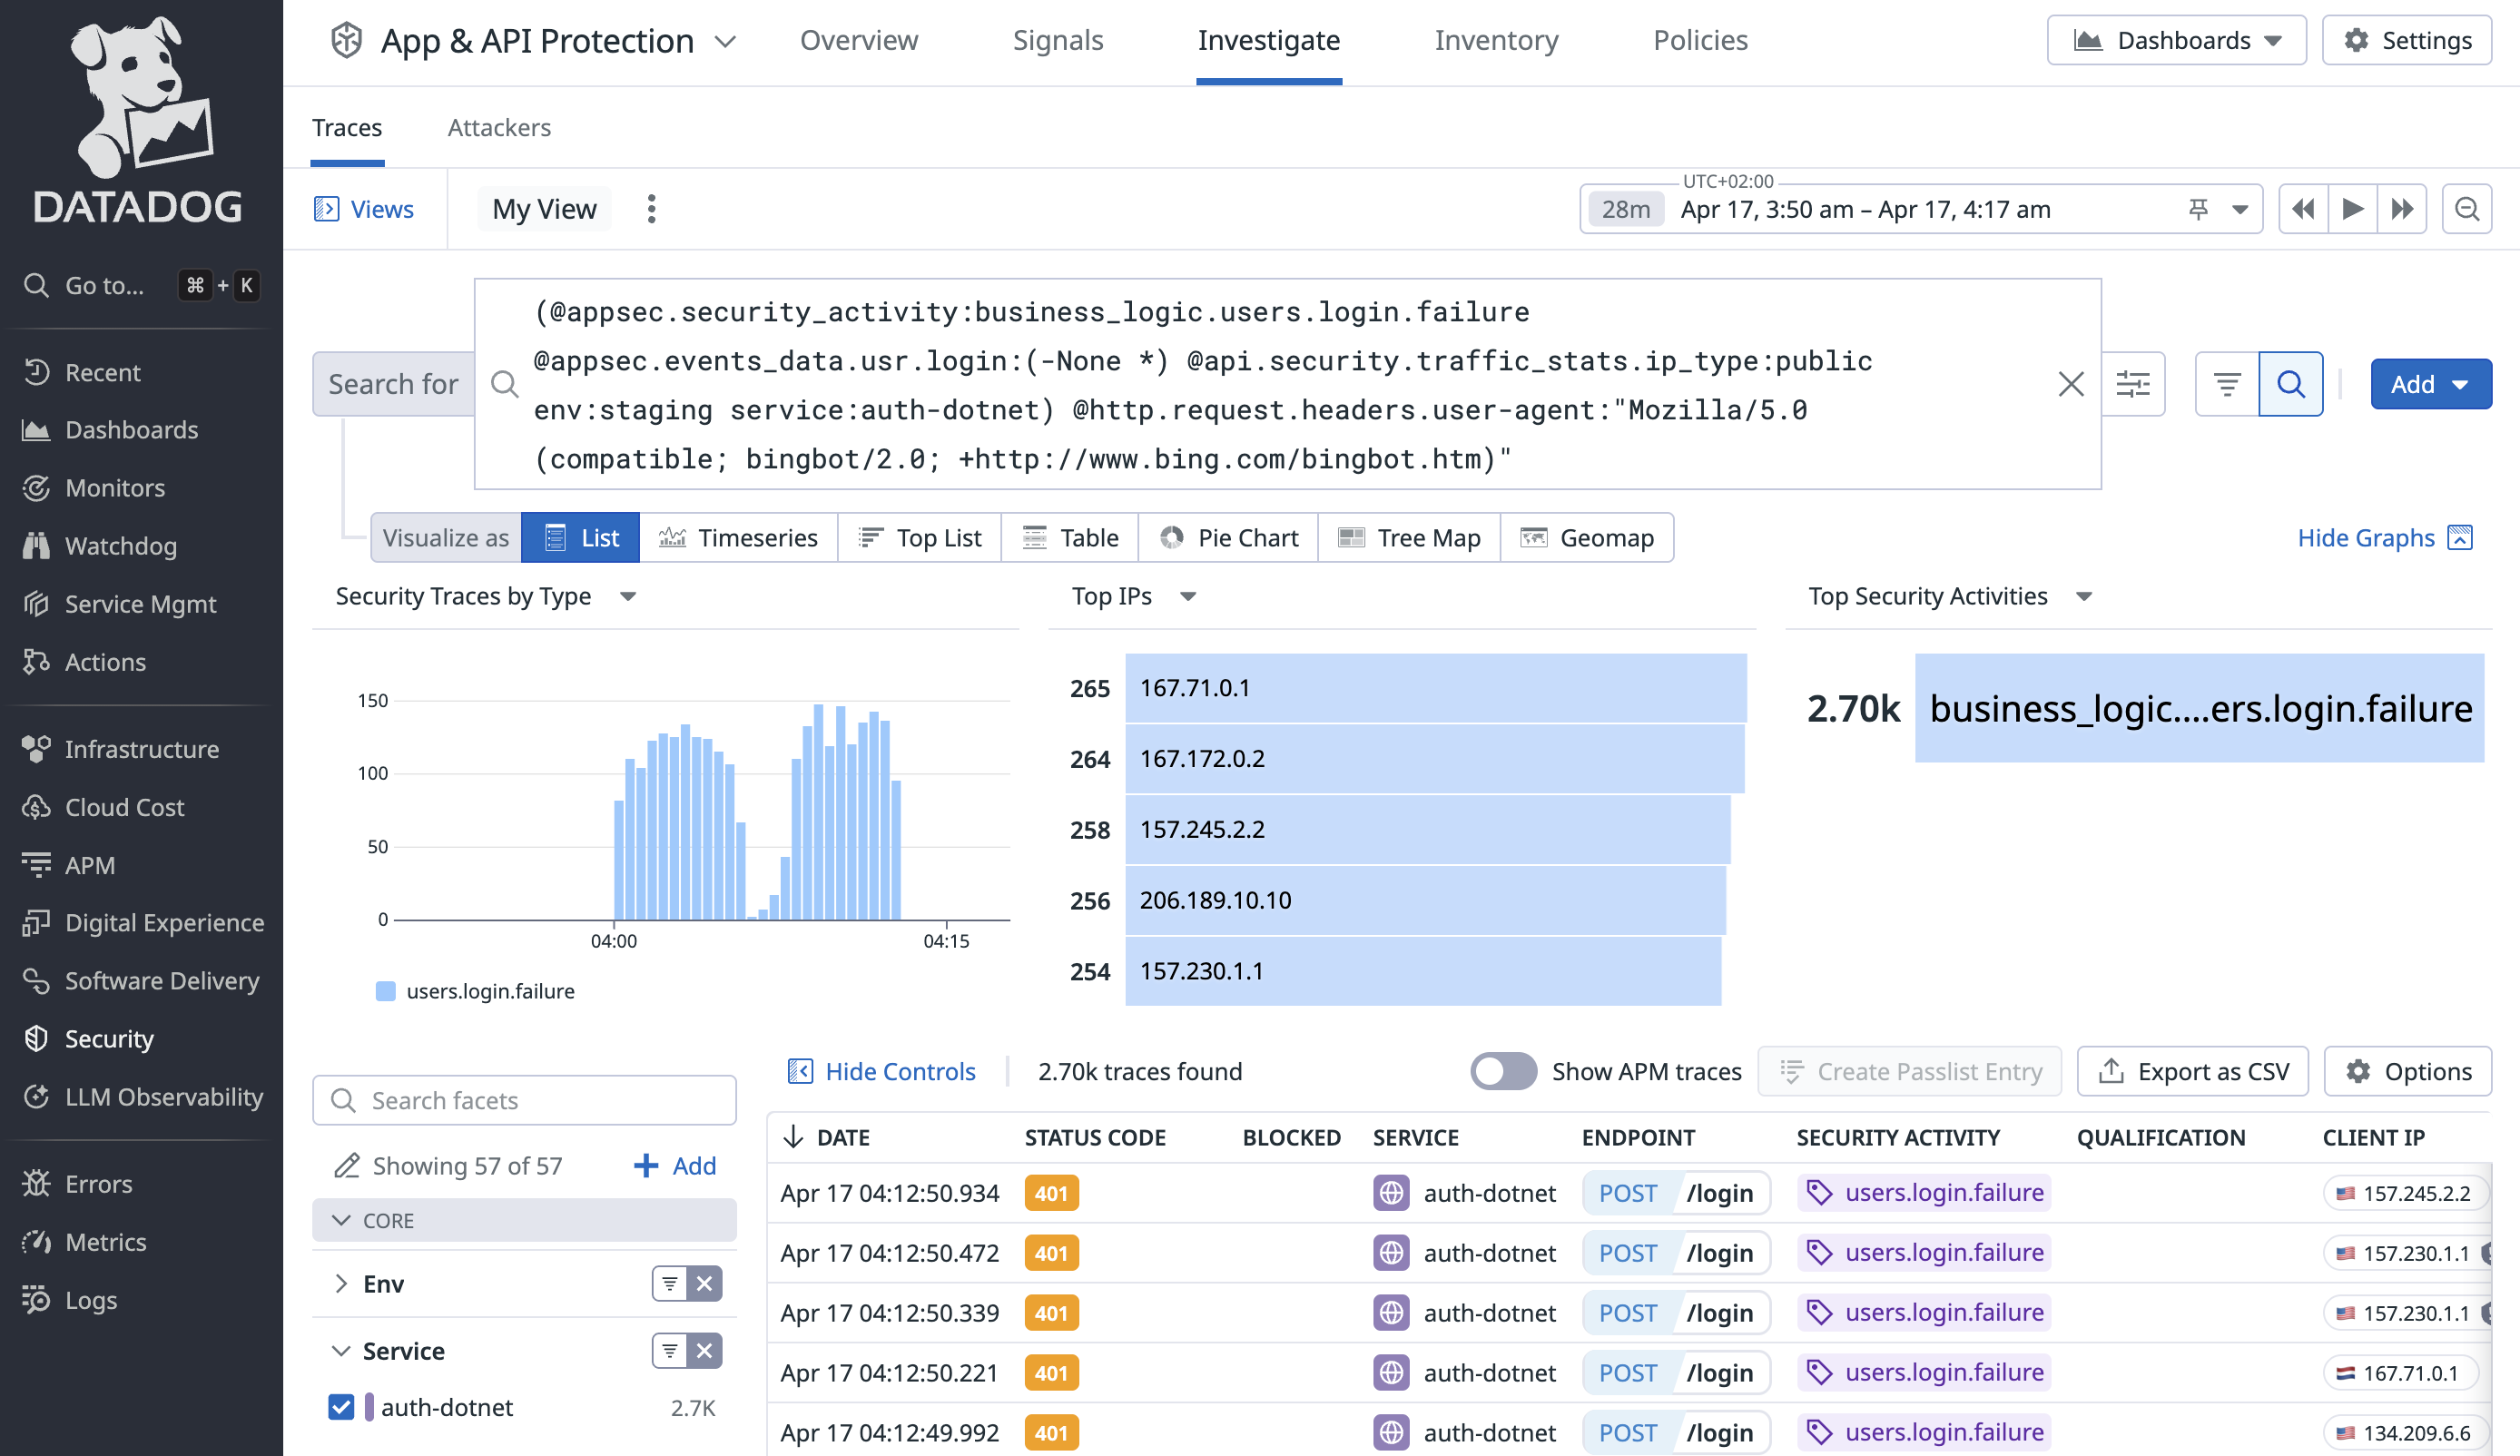 DATADOG
Go to... ⌘ + K
Recent
Dashboards
Monitors
Watchdog
Service Mgmt
Actions
Infrastructure
Cloud Cost
APM
Digital Experience
Software Delivery
Security
LLM Observability
Errors
Metrics
Logs
App & API Protection
Overview
Signals
Investigate
Inventory
Policies
Dashboards
Settings
Traces
Attackers
Views
My View
UTC+02:00
28m Apr 17, 3:50 am – Apr 17, 4:17 am
Search for
(@appsec.security_activity:business_logic.users.login.failure
@appsec.events_data.usr.login:(-None *) @api.security.traffic_stats.ip_type:public
env:staging service:auth-dotnet) @http.request.headers.user-agent:"Mozilla/5.0
(compatible; bingbot/2.0; +http://www.bing.com/bingbot.htm)"
Add
Visualize as
List
Timeseries
Top List
Table
Pie Chart
Tree Map
Geomap
Hide Graphs
Security Traces by Type
150
100
50
0
04:00
04:15
users.login.failure
Top IPs
265 167.71.0.1
264 167.172.0.2
258 157.245.2.2
256 206.189.10.10
254 157.230.1.1
Top Security Activities
2.70k business_logic....ers.login.failure
Search facets
Showing 57 of 57
Add
CORE
Env
Service
auth-dotnet 2.7K
Hide Controls
2.70k traces found
Show APM traces
Create Passlist Entry
Export as CSV
Options
DATE STATUS CODE BLOCKED SERVICE ENDPOINT SECURITY ACTIVITY QUALIFICATION CLIENT IP
Apr 17 04:12:50.934 401 auth-dotnet POST /login users.login.failure 157.245.2.2
Apr 17 04:12:50.472 401 auth-dotnet POST /login users.login.failure 157.230.1.1
Apr 17 04:12:50.339 401 auth-dotnet POST /login users.login.failure 157.230.1.1
Apr 17 04:12:50.221 401 auth-dotnet POST /login users.login.failure 167.71.0.1
Apr 17 04:12:49.992 401 auth-dotnet POST /login users.login.failure 134.209.6.6